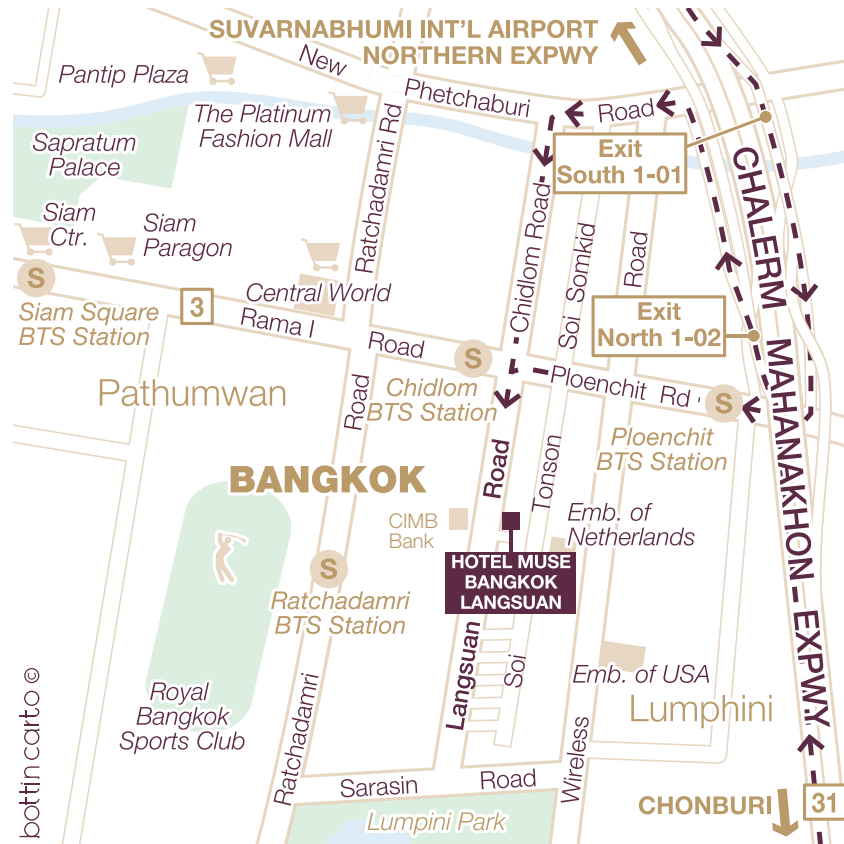 SUVARNABHUMI INT'L AIRPORT
NORTHERN EXPWY
New
Phetchaburi
Road
Pantip Plaza
The Platinum
Fashion Mall
Sapratum
Palace
Ratchadamri Rd
Exit
South 1-01
CHALERM MAHANAKHON EXPWY
Siam
Ctr.
Siam
Paragon
Chidlom Road
Soi Somkid
Road
S
Siam Square
BTS Station
3
Central World
Rama I
Road
Exit
North 1-02
S
Chidlom
BTS Station
Ploenchit Rd
S
Ploenchit
BTS Station
Pathumwan
Road
BANGKOK
Road
Tonson
CIMB
Bank
Emb. of
Netherlands
HOTEL MUSE
BANGKOK
LANGSUAN
S
Ratchadamri
BTS Station
Langsuan
Soi
Emb. of USA
Lumphini
Royal
Bangkok
Sports Club
Ratchadamri
Wireless
Sarasin
Road
Lumpini Park
CHONBURI
31
bottin carto ©